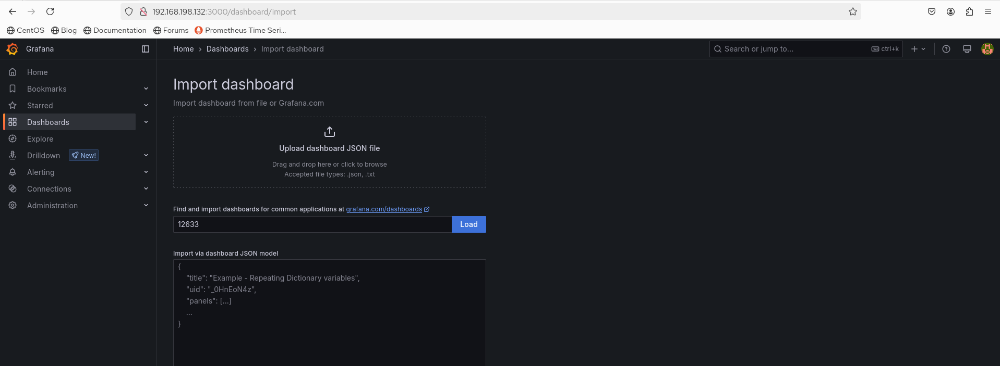 192.168.198.132:3000/dashboard/import
CentOS Blog Documentation Forums Prometheus Time Seri...
Grafana Home › Dashboards › Import dashboard Search or jump to... ctrl+k
Home
Bookmarks
Starred
Dashboards
Explore
Drilldown New!
Alerting
Connections
Administration
Import dashboard
Import dashboard from file or Grafana.com
Upload dashboard JSON file
Drag and drop here or click to browse
Accepted file types: .json, .txt
Find and import dashboards for common applications at grafana.com/dashboards
12633 Load
Import via dashboard JSON model
{
"title": "Example - Repeating Dictionary variables",
"uid": "_0HnEoN4z",
"panels": [...]
...
}